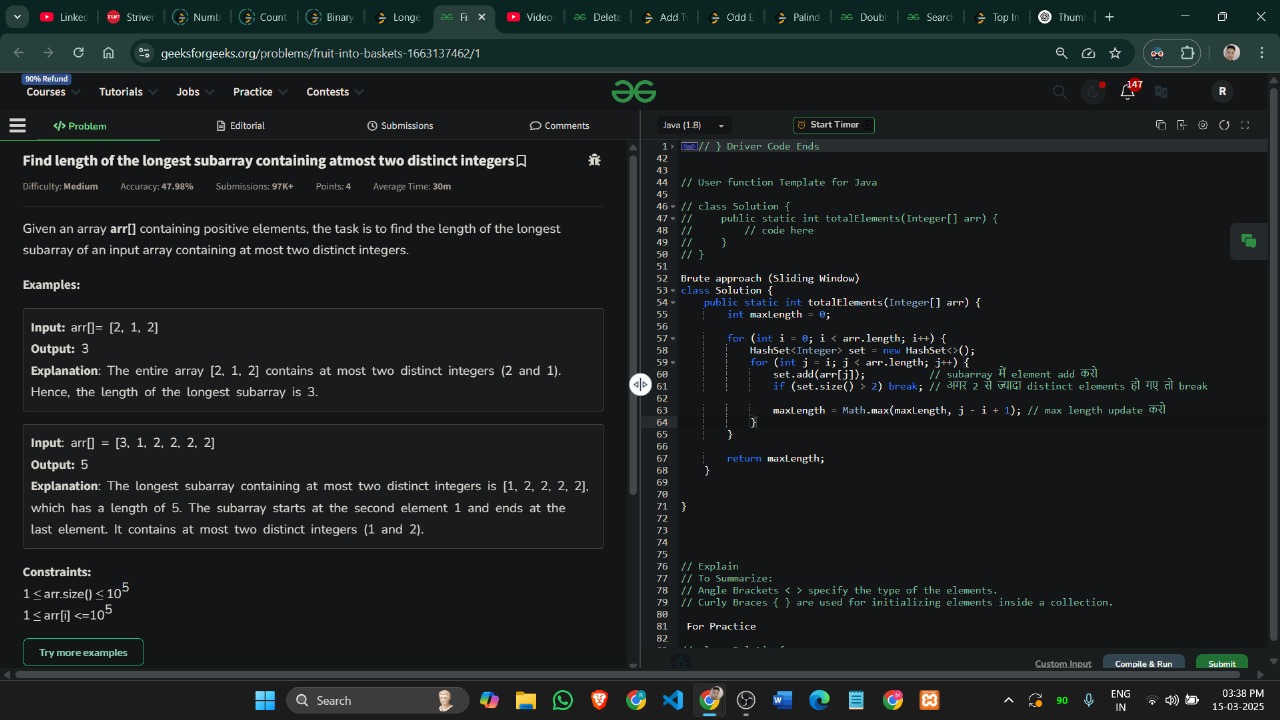 Linked
Striver
Numb
Count
Binary
Longe
Fi
Video
Delete
Add T
Odd E
Palind
Doubl
Search
Top In
Thum
geeksforgeeks.org/problems/fruit-into-baskets-1663137462/1
90% Refund
Courses Tutorials Jobs Practice Contests
147
R
</> Problem Editorial Submissions Comments
Java (1.8) Start Timer
Find length of the longest subarray containing atmost two distinct integers
Difficulty: Medium Accuracy: 47.98% Submissions: 97K+ Points: 4 Average Time: 30m
Given an array arr[] containing positive elements, the task is to find the length of the longest
subarray of an input array containing at most two distinct integers.
Examples:
Input: arr[]= [2, 1, 2]
Output: 3
Explanation: The entire array [2, 1, 2] contains at most two distinct integers (2 and 1).
Hence, the length of the longest subarray is 3.
Input: arr[] = [3, 1, 2, 2, 2, 2]
Output: 5
Explanation: The longest subarray containing at most two distinct integers is [1, 2, 2, 2, 2],
which has a length of 5. The subarray starts at the second element 1 and ends at the
last element. It contains at most two distinct integers (1 and 2).
Constraints:
1 ≤ arr.size() ≤ 10^5
1 ≤ arr[i] <=10^5
Try more examples
1 // } Driver Code Ends
42
43
44 // User function Template for Java
45
46 // class Solution {
47 //     public static int totalElements(Integer[] arr) {
48 //         // code here
49 //     }
50 // }
51
52 Brute approach (Sliding Window)
53 class Solution {
54     public static int totalElements(Integer[] arr) {
55         int maxLength = 0;
56
57         for (int i = 0; i < arr.length; i++) {
58             HashSet<Integer> set = new HashSet<>();
59             for (int j = i; j < arr.length; j++) {
60                 set.add(arr[j]);           // subarray में element add करो
61                 if (set.size() > 2) break; // अगर 2 से ज्यादा distinct elements हो गए तो break
62
63                 maxLength = Math.max(maxLength, j - i + 1); // max length update करो
64             }
65         }
66
67         return maxLength;
68     }
69
70
71 }
72
73
74
75
76 // Explain
77 // To Summarize:
78 // Angle Brackets < > specify the type of the elements.
79 // Curly Braces { } are used for initializing elements inside a collection.
80
81  For Practice
82
Custom Input Compile & Run Submit
Search
90
ENG
IN
03:38 PM
15-03-2025